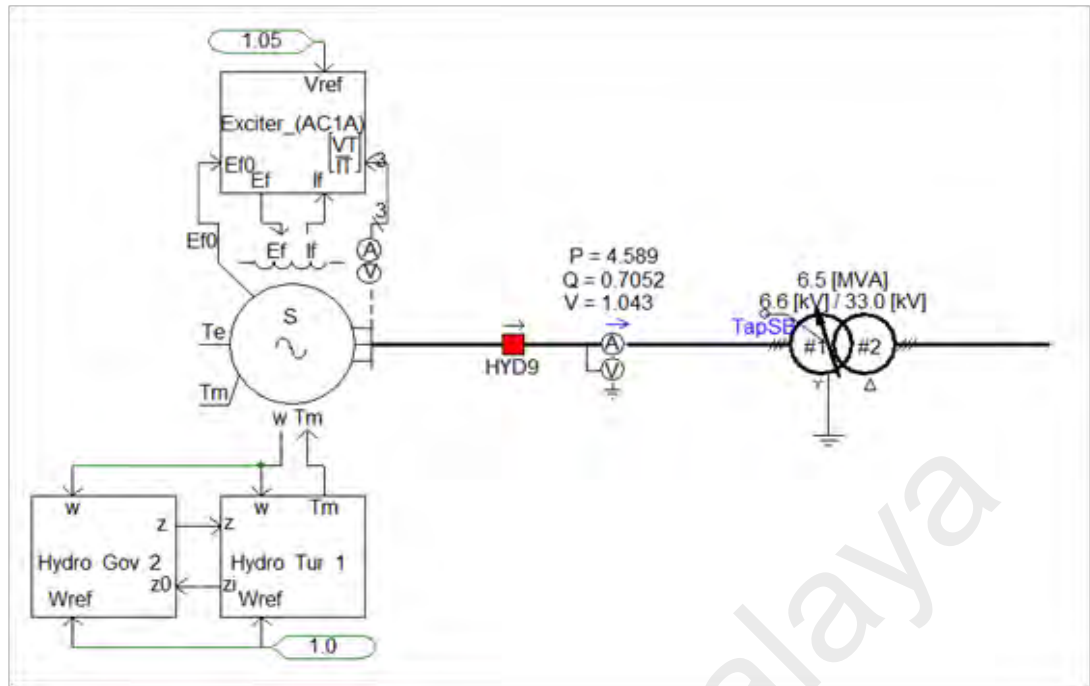 1.05
Vref
Exciter_(AC1A)
VT
IT
3
Ef0
Ef
If
3
Ef0
Ef
If
A
V
S
Te
Tm
w
Tm
HYD9
P = 4.589
Q = 0.7052
V = 1.043
A
V
6.5 [MVA]
6.6 [kV] / 33.0 [kV]
TapSB
#1
#2
Y
Δ
w
z
Hydro Gov 2
z0
Wref
w
Tm
z
Hydro Tur 1
zi
Wref
1.0
alaya